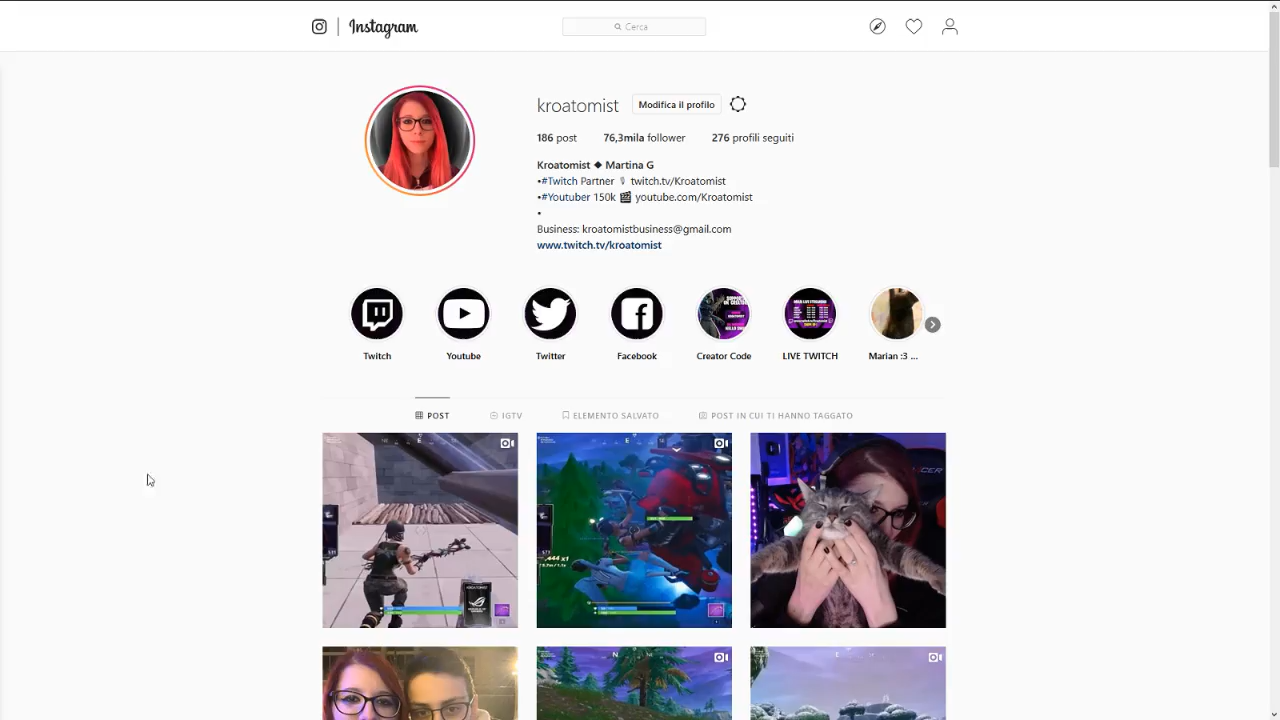 Instagram
Cerca
kroatomist Modifica il profilo
186 post 76,3mila follower 276 profili seguiti
Kroatomist ◆ Martina G
•#Twitch Partner 🎙 twitch.tv/Kroatomist
•#Youtuber 150k 🎬 youtube.com/Kroatomist
•
Business: kroatomistbusiness@gmail.com
www.twitch.tv/kroatomist
Twitch Youtube Twitter Facebook Creator Code LIVE TWITCH Marian :3 ...
POST IGTV ELEMENTO SALVATO POST IN CUI TI HANNO TAGGATO